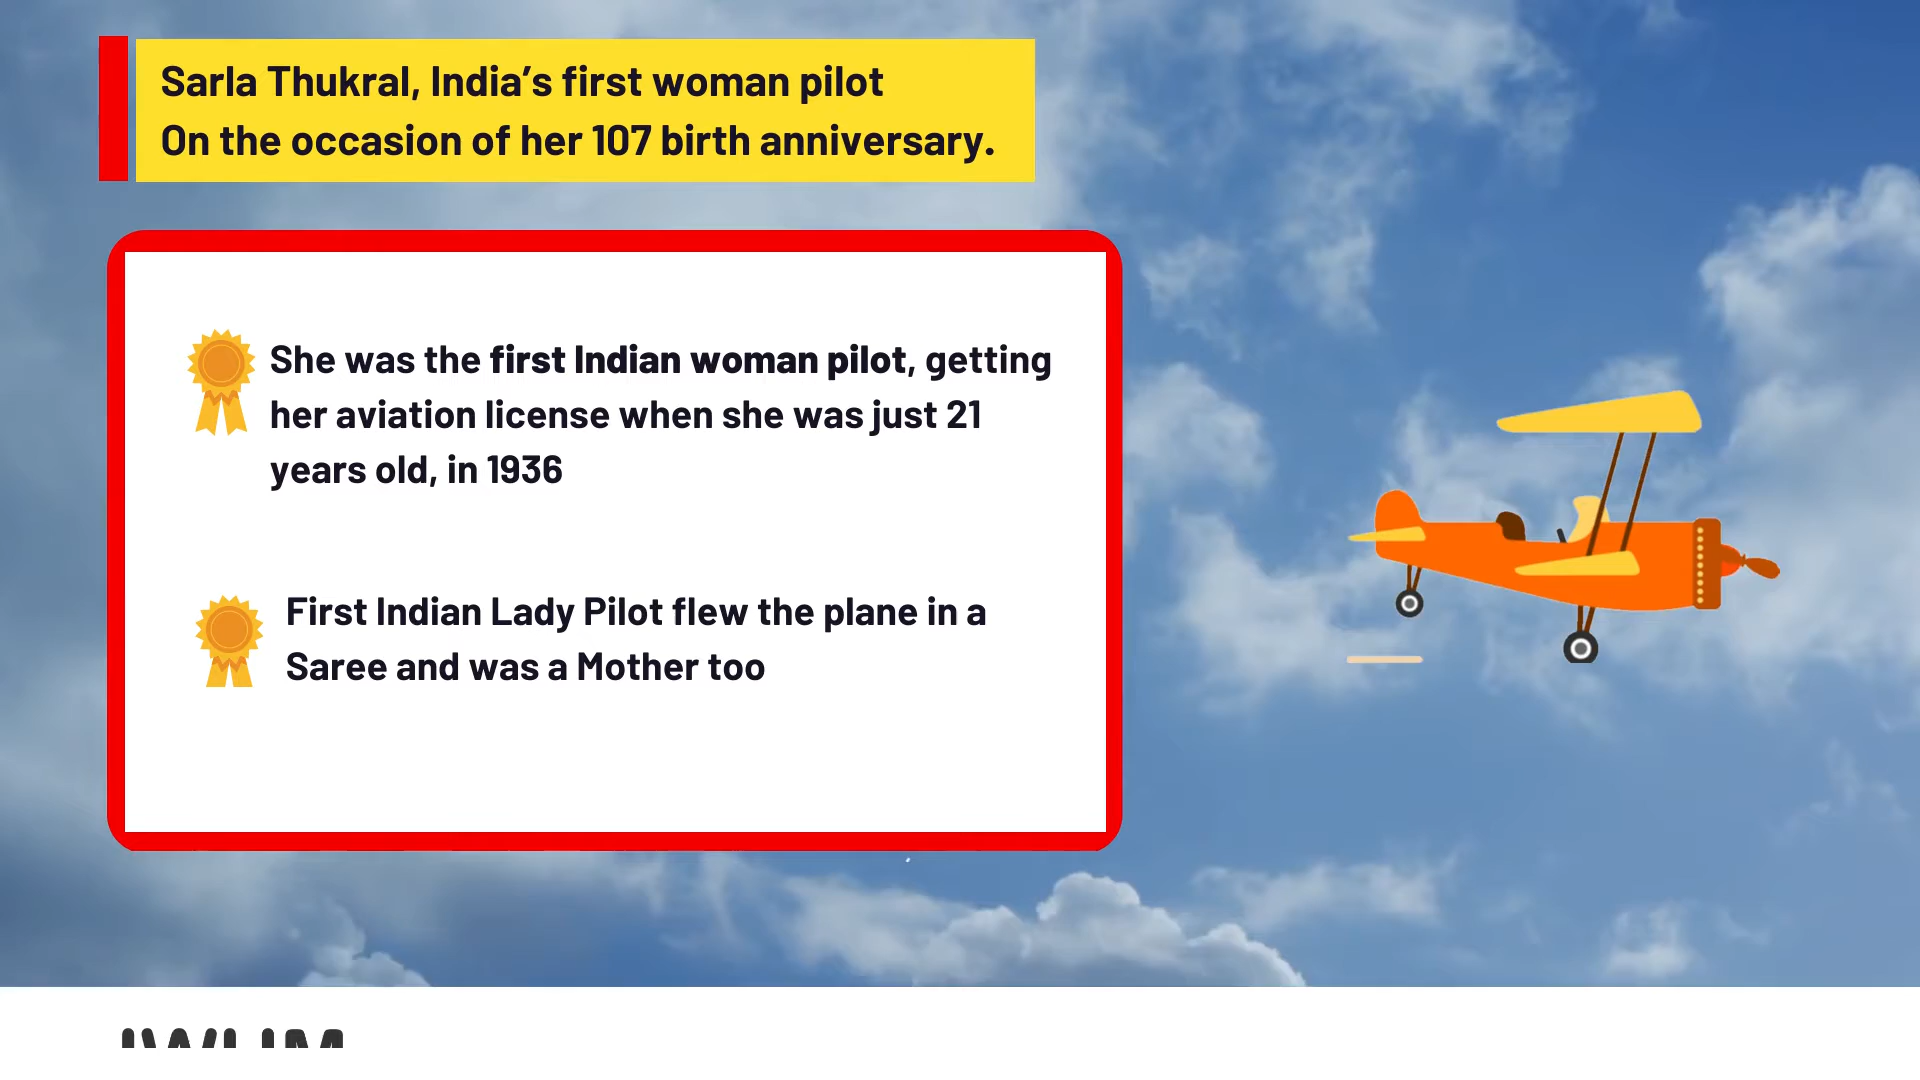 Sarla Thukral, India’s first woman pilot
On the occasion of her 107 birth anniversary.
She was the first Indian woman pilot, getting
her aviation license when she was just 21
years old, in 1936
First Indian Lady Pilot flew the plane in a
Saree and was a Mother too